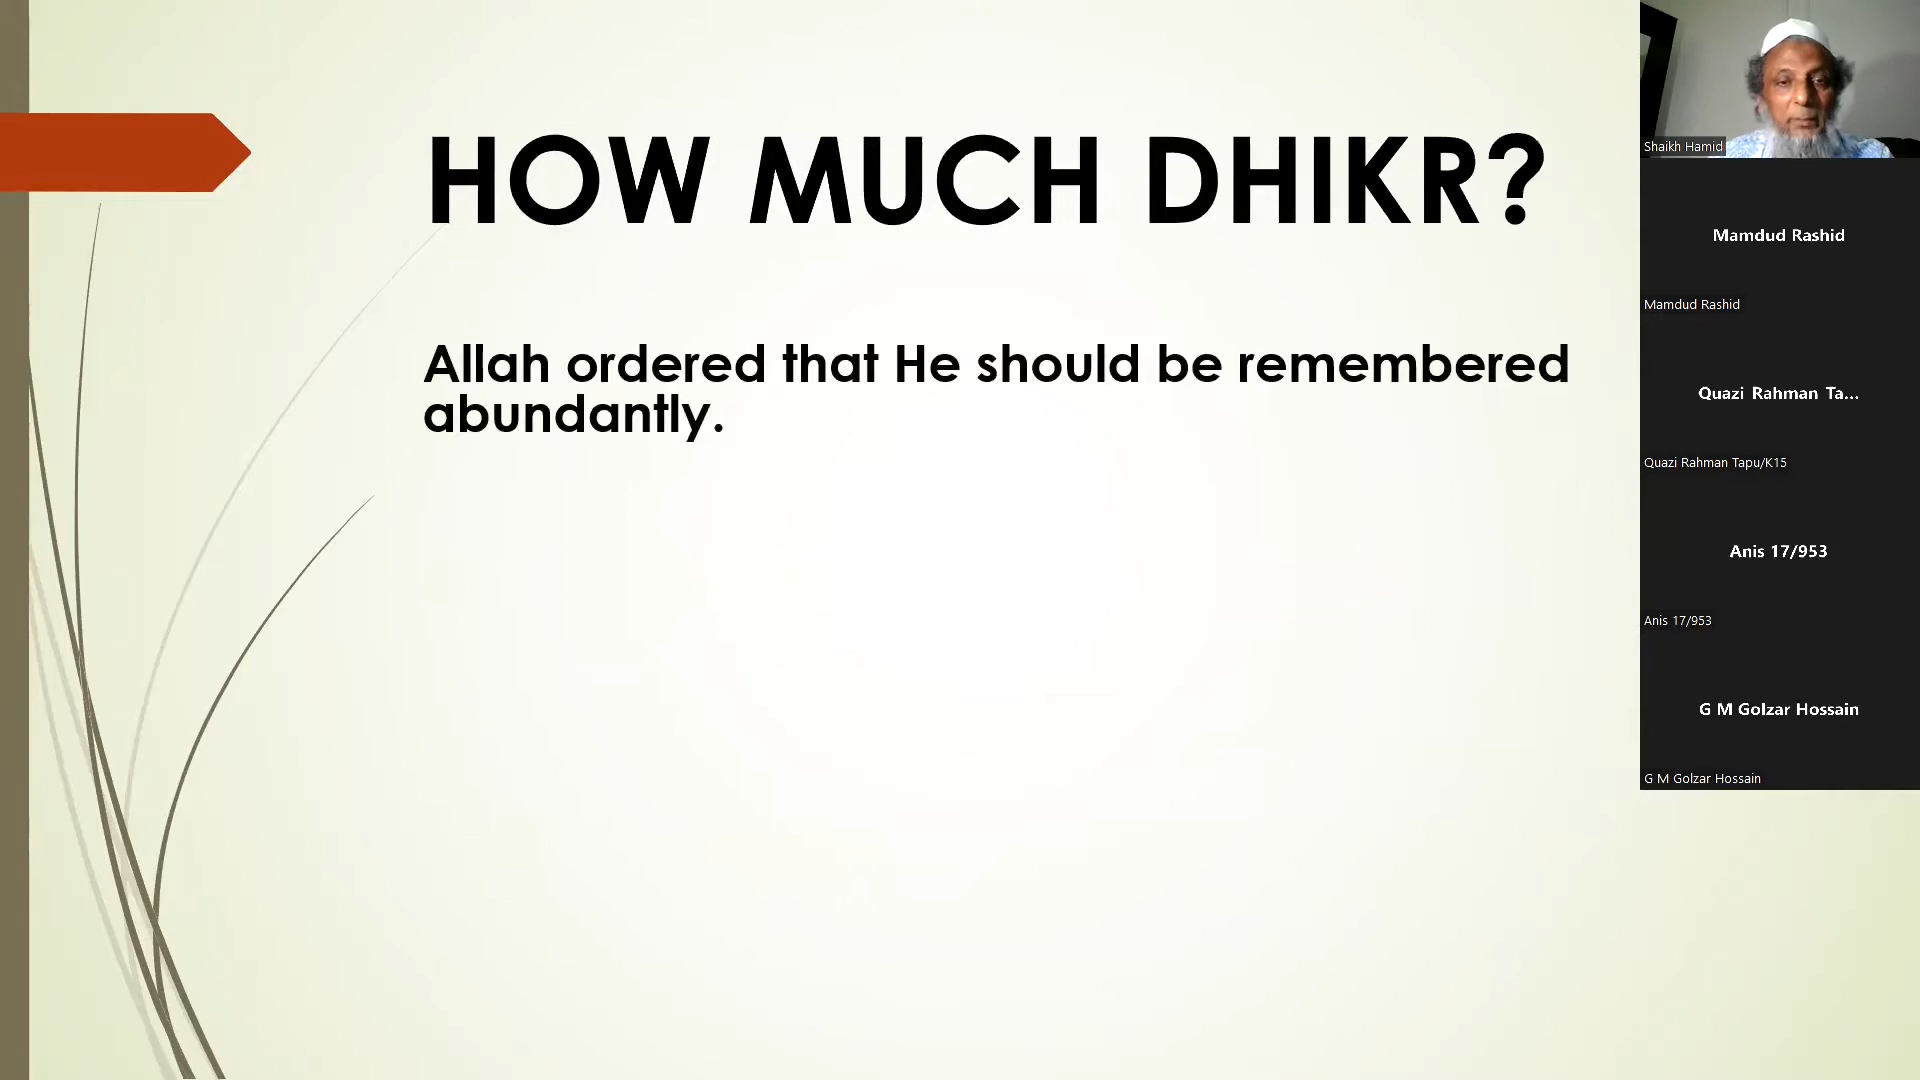 HOW MUCH DHIKR?
Allah ordered that He should be remembered
abundantly.
Shaikh Hamid
Mamdud Rashid
Mamdud Rashid
Quazi Rahman Ta...
Quazi Rahman Tapu/K15
Anis 17/953
Anis 17/953
G M Golzar Hossain
G M Golzar Hossain